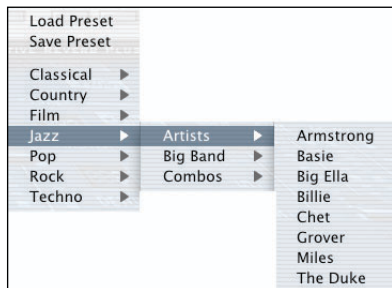 Load Preset
Save Preset
Classical
Country
Film
Jazz
Pop
Rock
Techno
Artists
Big Band
Combos
Armstrong
Basie
Big Ella
Billie
Chet
Grover
Miles
The Duke